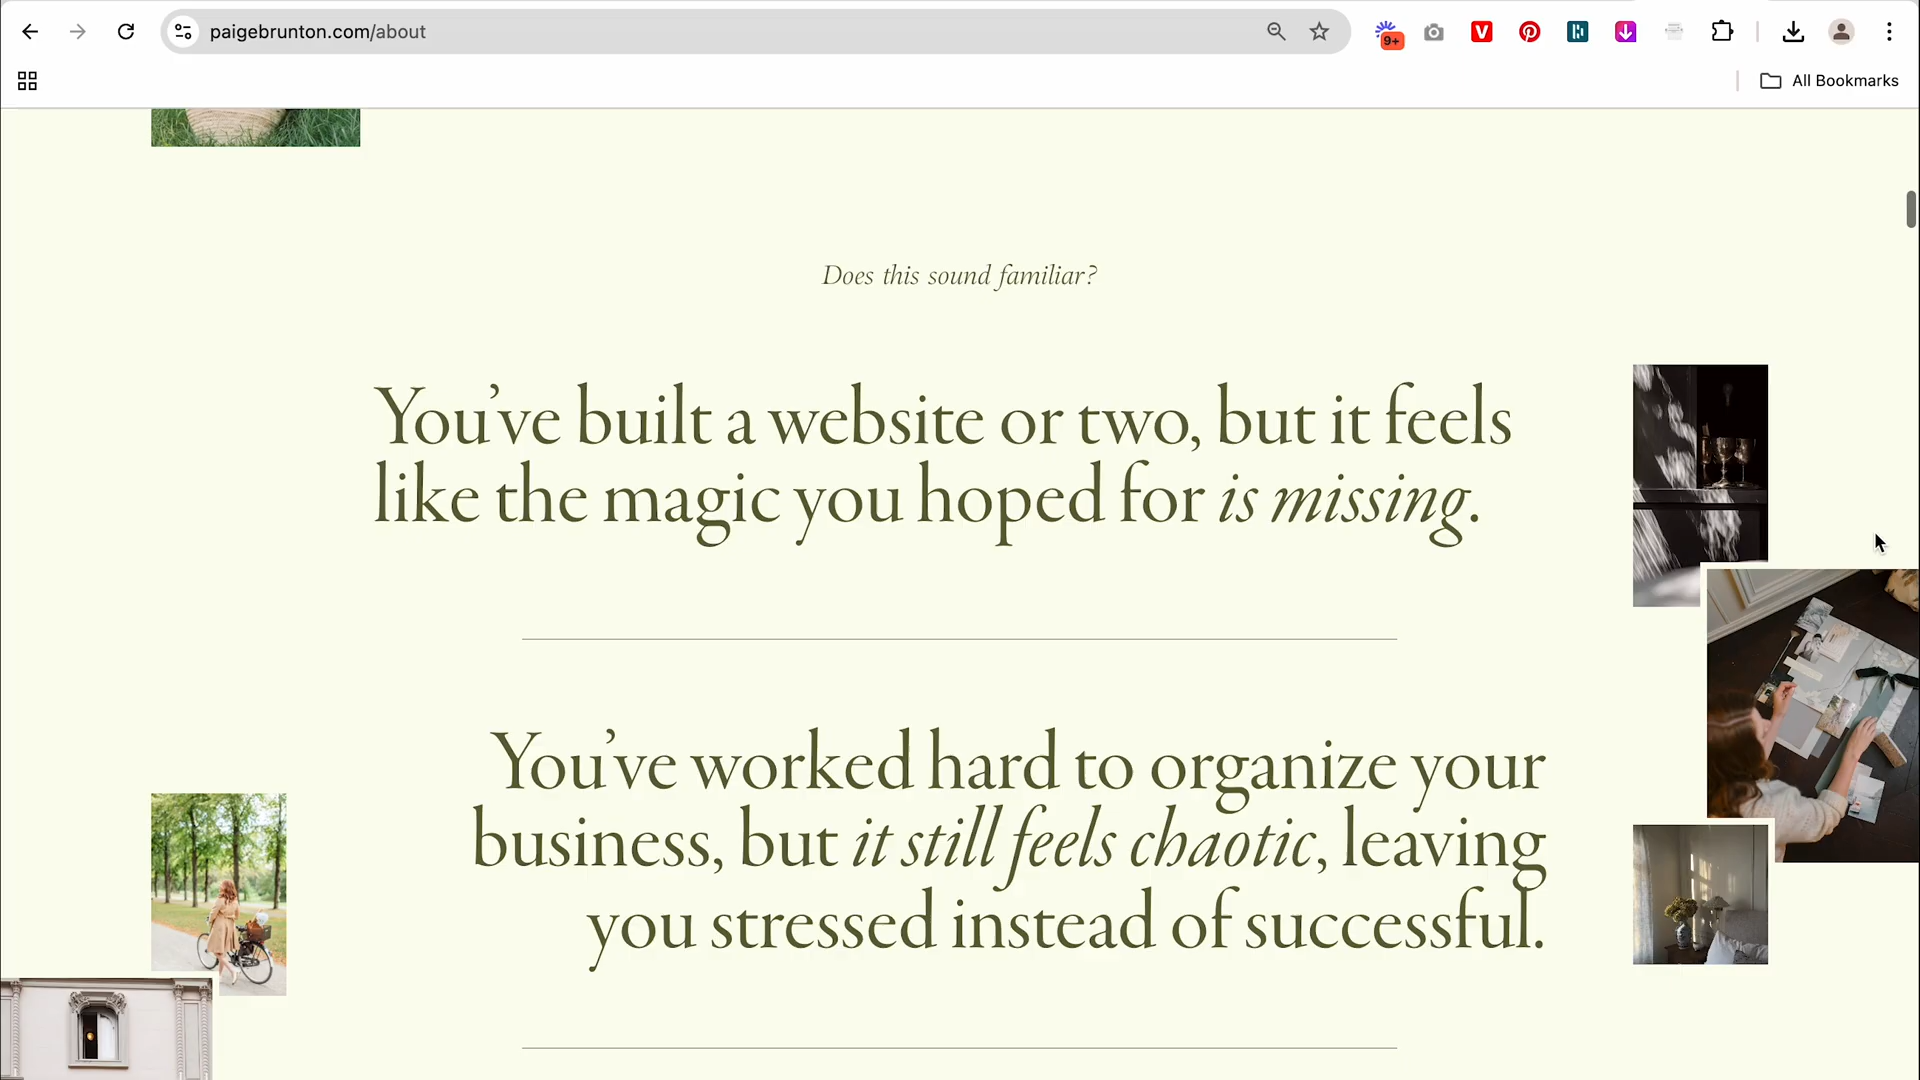 paigebrunton.com/about
9+
All Bookmarks
Does this sound familiar?
You’ve built a website or two, but it feels
like the magic you hoped for is missing.
You’ve worked hard to organize your
business, but it still feels chaotic, leaving
you stressed instead of successful.